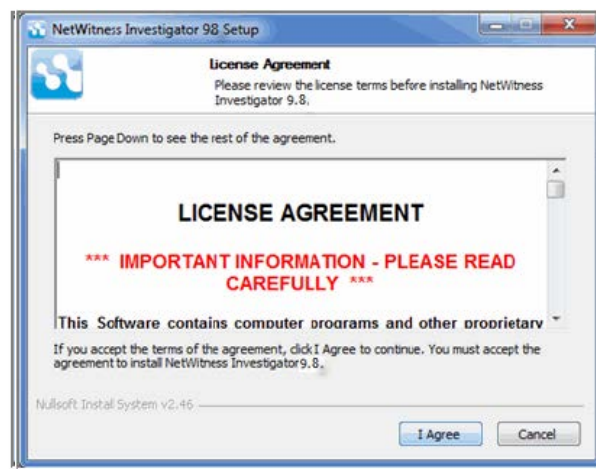 NetWitness Investigator 98 Setup
License Agreement
Please review the license terms before installing NetWitness
Investigator 9.8.
Press Page Down to see the rest of the agreement.
LICENSE AGREEMENT
*** IMPORTANT INFORMATION - PLEASE READ
CAREFULLY ***
This Software contains computer programs and other proprietary
If you accept the terms of the agreement, click I Agree to continue. You must accept the
agreement to install NetWitness Investigator9.8.
Nullsoft Instal System v2.46
I Agree
Cancel